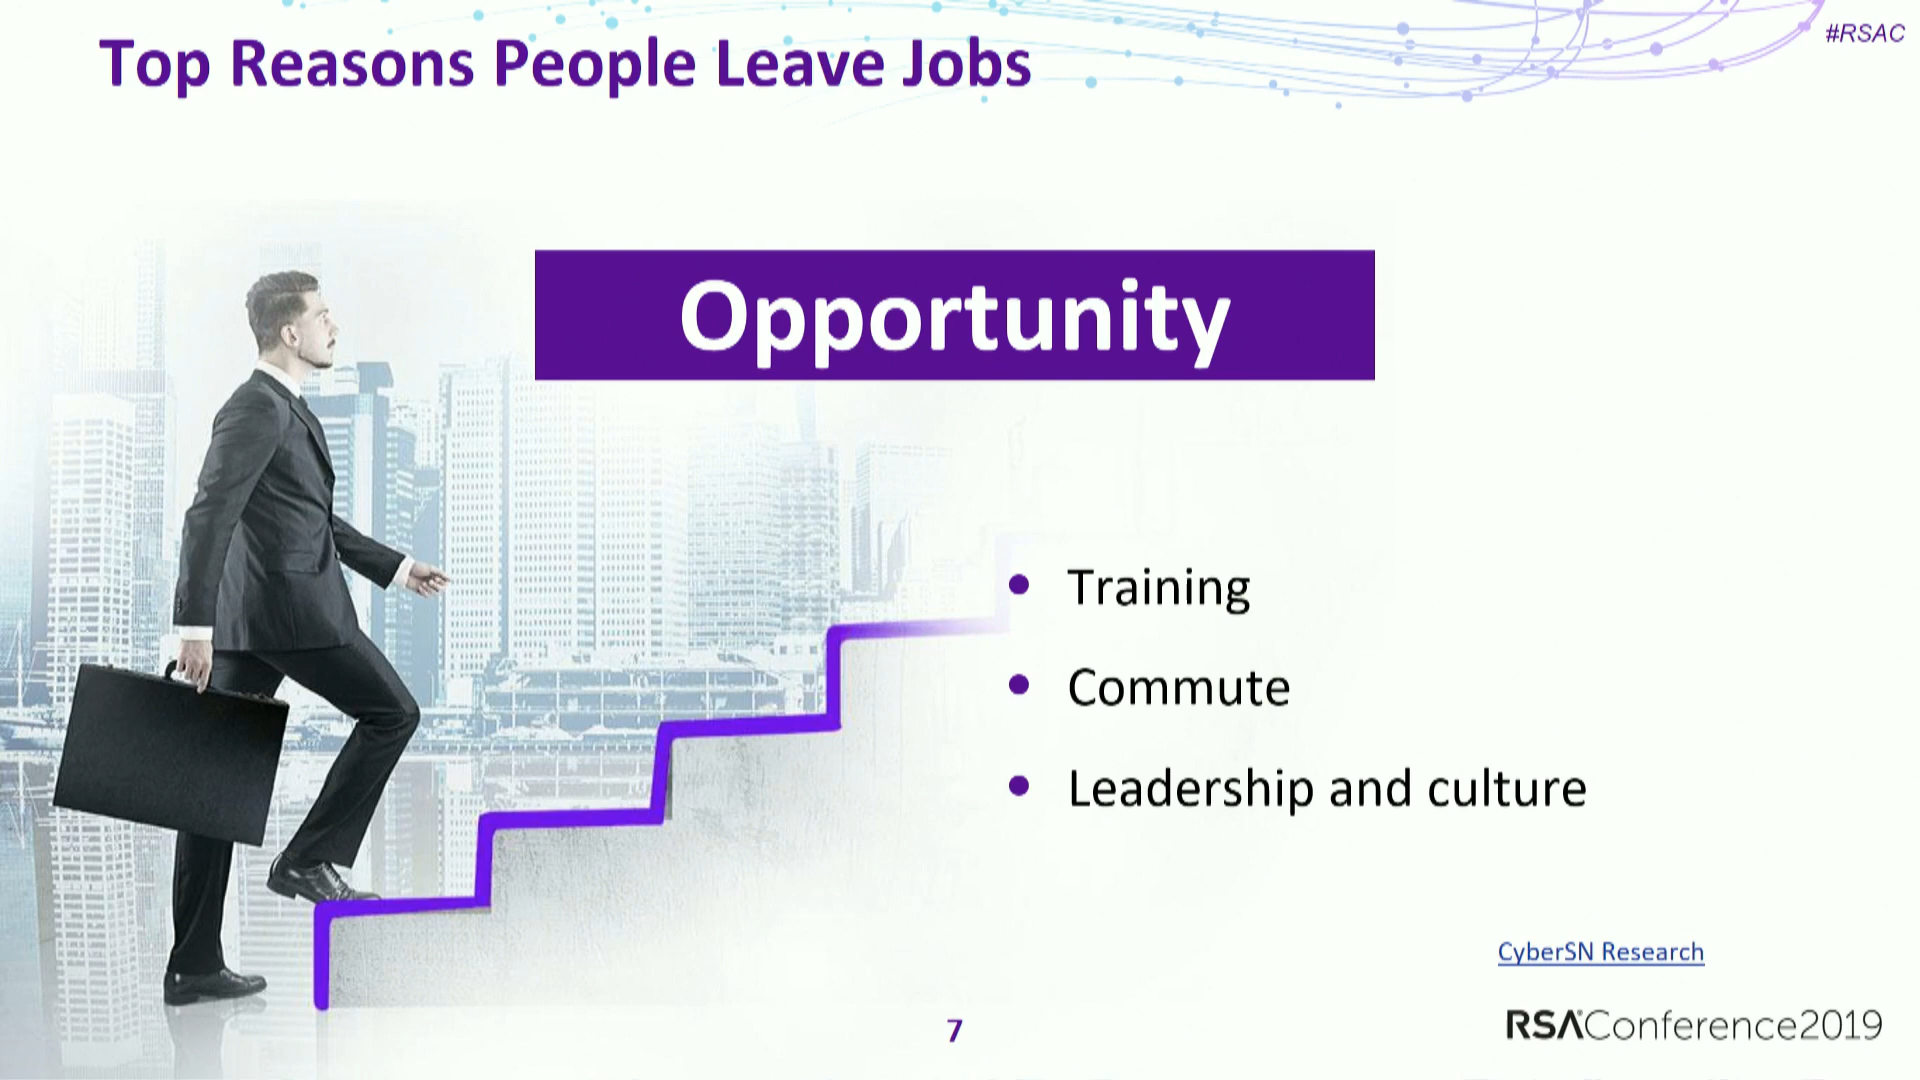 #RSAC
Top Reasons People Leave Jobs
Opportunity
Training
Commute
Leadership and culture
CyberSN Research
7
RSAConference2019